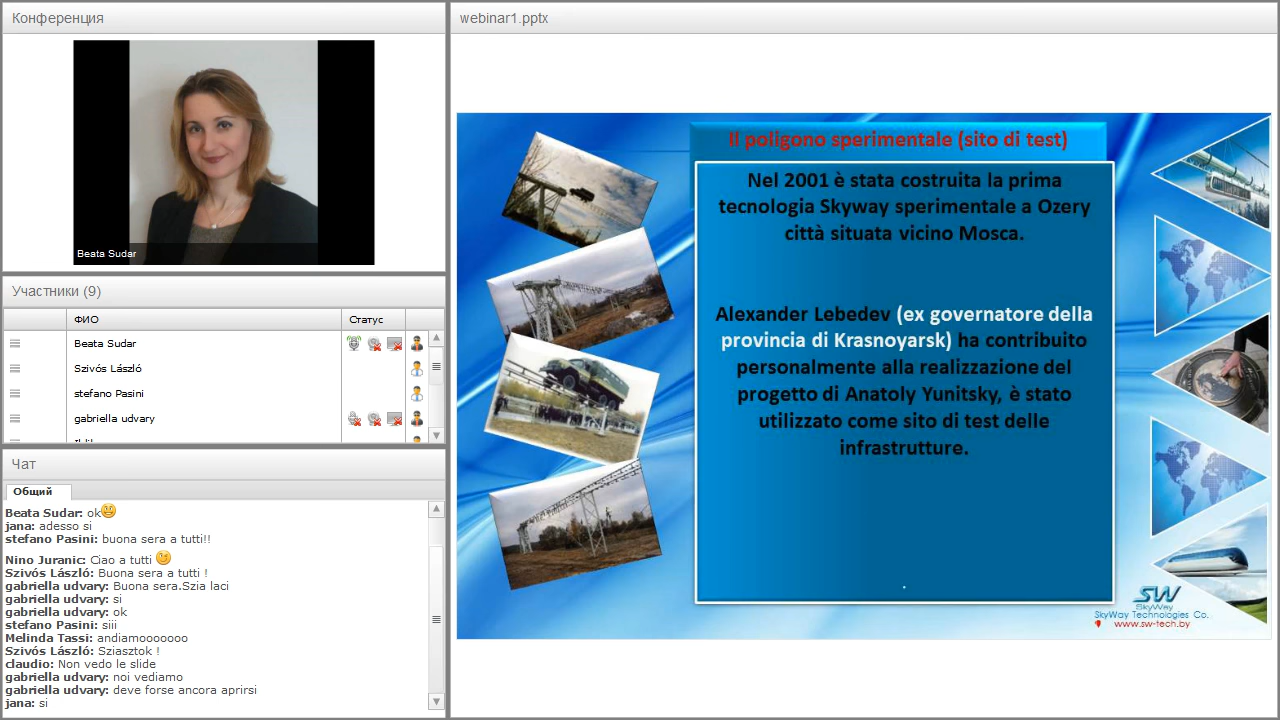 Конференция
Beata Sudar
Участники (9)
ФИО Статус
Beata Sudar
Szivós László
stefano Pasini
gabriella udvary
Чат
Общий
Beata Sudar: ok
jana: adesso si
stefano Pasini: buona sera a tutti!!
Nino Juranic: Ciao a tutti
Szivós László: Buona sera a tutti !
gabriella udvary: Buona sera.Szia laci
gabriella udvary: si
gabriella udvary: ok
stefano Pasini: siii
Melinda Tassi: andiamooooooo
Szivós László: Sziasztok !
claudio: Non vedo le slide
gabriella udvary: noi vediamo
gabriella udvary: deve forse ancora aprirsi
jana: si
webinar1.pptx
Il poligono sperimentale (sito di test)
Nel 2001 è stata costruita la prima
tecnologia Skyway sperimentale a Ozery
città situata vicino Mosca.
Alexander Lebedev (ex governatore della
provincia di Krasnoyarsk) ha contribuito
personalmente alla realizzazione del
progetto di Anatoly Yunitsky, è stato
utilizzato come sito di test delle
infrastrutture.
.
SW
SkyWay
SkyWay Technologies Co.
www.sw-tech.by